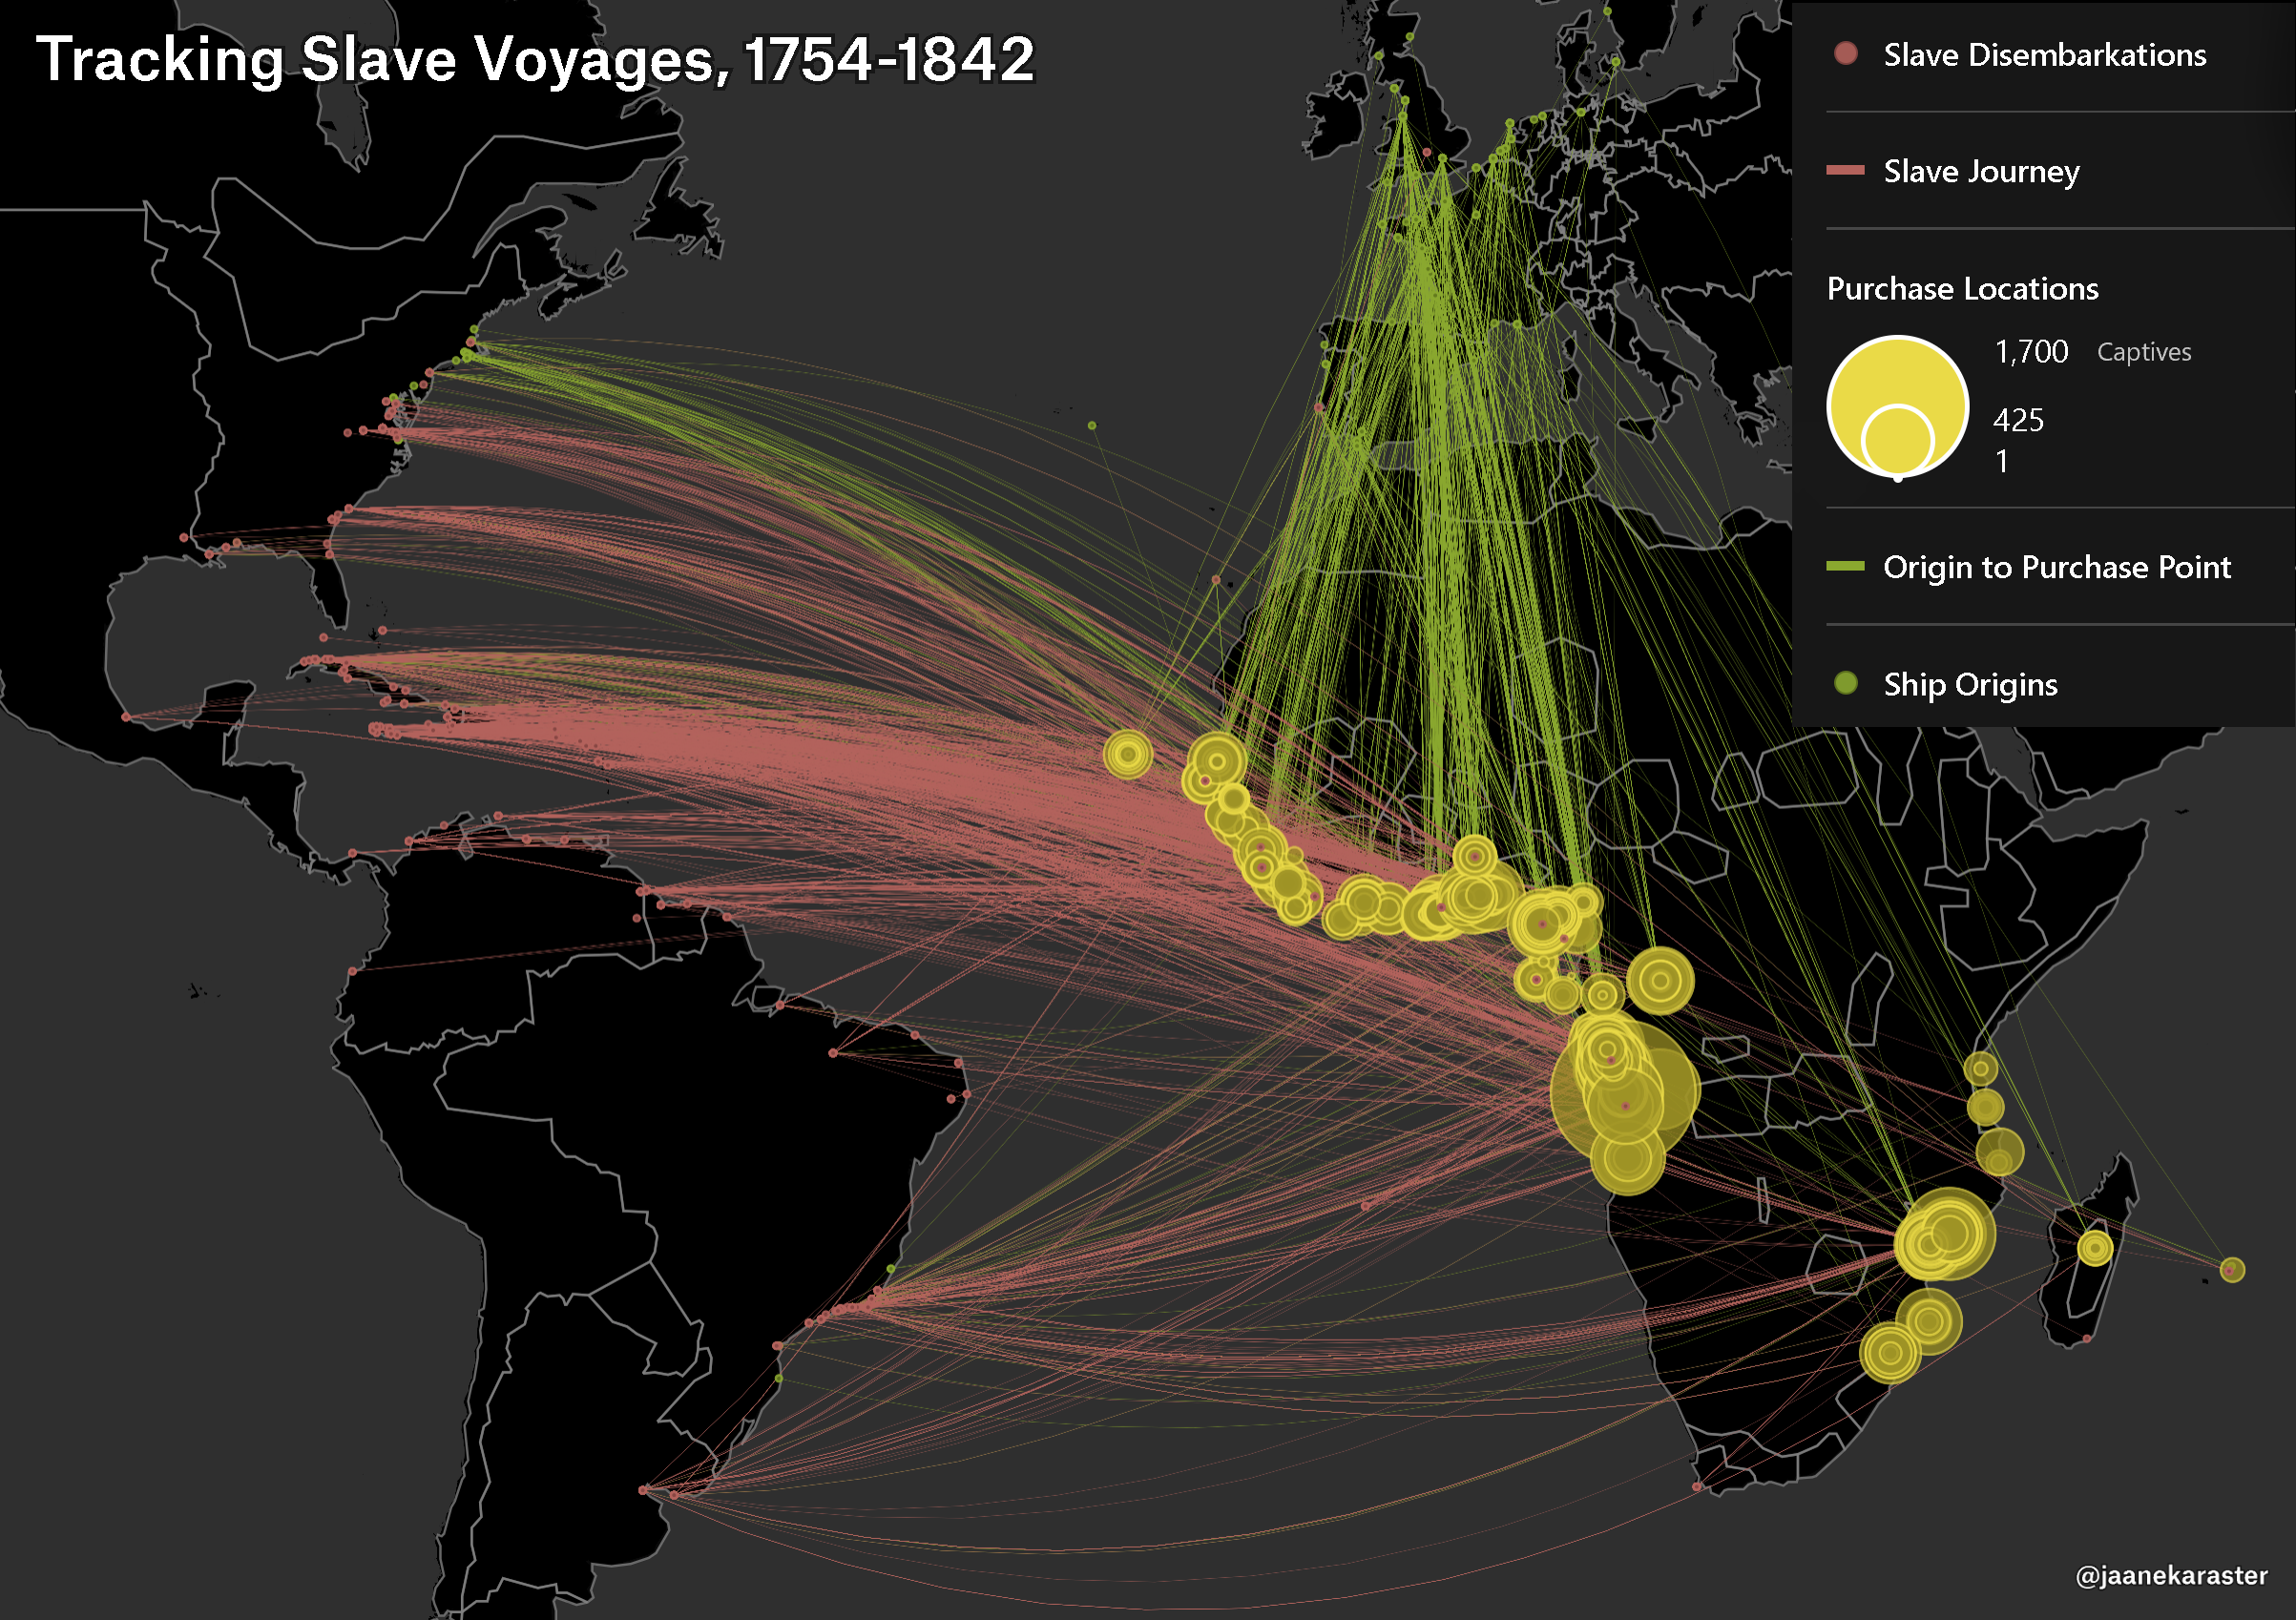 Tracking Slave Voyages, 1754-1842
Slave Disembarkations
Slave Journey
Purchase Locations
1,700 Captives
425
1
Origin to Purchase Point
Ship Origins
@jaanekaraster